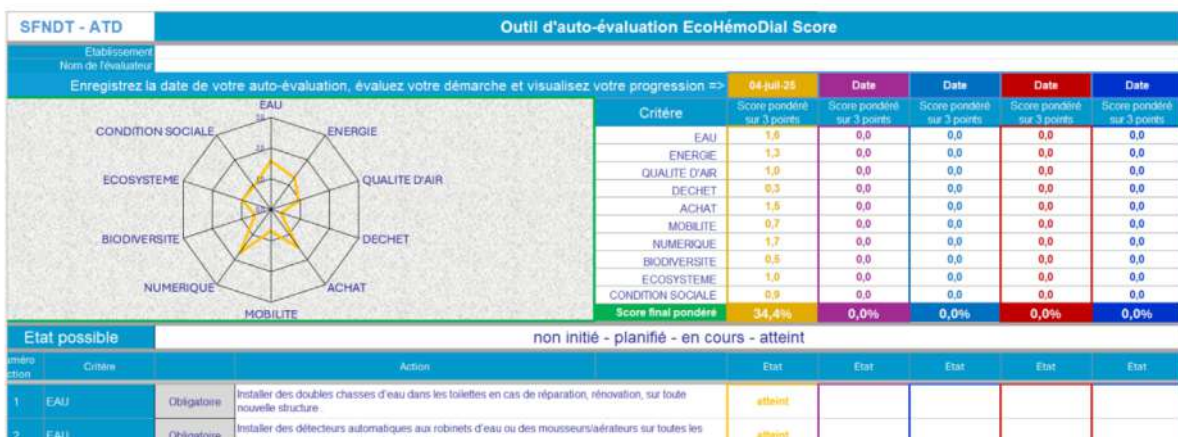 SFNDT - ATD
Outil d'auto-évaluation EcoHémoDial Score
Etablissement
Nom de l'évaluateur
Enregistrez la date de votre auto-évaluation, évaluez votre démarche et visualisez votre progression =>
04-juil-25 Date Date Date Date
EAU
ENERGIE
QUALITE D'AIR
DECHET
ACHAT
MOBILITE
NUMERIQUE
BIODIVERSITE
ECOSYSTEME
CONDITION SOCIALE
Critére
Score pondéré sur 3 points
Score pondéré sur 3 points
Score pondéré sur 3 points
Score pondéré sur 3 points
Score pondéré sur 3 points
EAU 1,0 0,0 0,0 0,0 0,0
ENERGIE 1,3 0,0 0,0 0,0 0,0
QUALITE D'AIR 1,0 0,0 0,0 0,0 0,0
DECHET 0,3 0,0 0,0 0,0 0,0
ACHAT 1,5 0,0 0,0 0,0 0,0
MOBILITE 0,7 0,0 0,0 0,0 0,0
NUMERIQUE 1,7 0,0 0,0 0,0 0,0
BIODIVERSITE 0,5 0,0 0,0 0,0 0,0
ECOSYSTEME 1,0 0,0 0,0 0,0 0,0
CONDITION SOCIALE 0,9 0,0 0,0 0,0 0,0
Score final pondéré 34,4% 0,0% 0,0% 0,0% 0,0%
Etat possible
non initié - planifié - en cours - atteint
Critère Action Etat Etat Etat Etat Etat
1 EAU Obligatoire Installer des doubles chasses d'eau dans les toilettes en cas de réparation, rénovation, sur toute
nouvelle structure. atteint
2 EAU Obligatoire Installer des détecteurs automatiques aux robinets d'eau ou des mousseurs/aérateurs sur toutes les
atteint